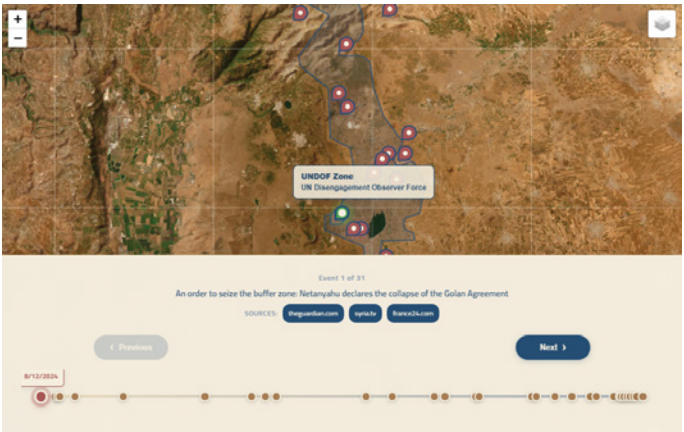 +
−
UNDOF Zone
UN Disengagement Observer Force
Event 1 of 31
An order to seize the buffer zone: Netanyahu declares the collapse of the Golan Agreement
SOURCES: theguardian.com syria.tv france24.com
‹ Previous Next ›
8/12/2024